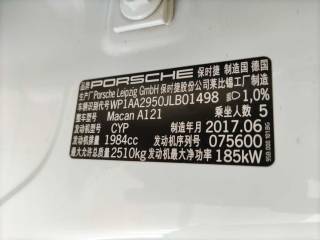 品牌 PORSCHE 保时捷 制造国 德国
生产厂 Porsche Leipzig GmbH 保时捷股份公司莱比锡工厂制造
车辆识别代号 WP1AA2950JLB01498 1,0%
整车型号 Macan A121 乘坐人数 5
发动机型号 CYP 制造年月 2017.06
发动机排量 1984cc 发动机序列号 075600
最大允许总质量 2510kg 发动机最大净功率 185kW